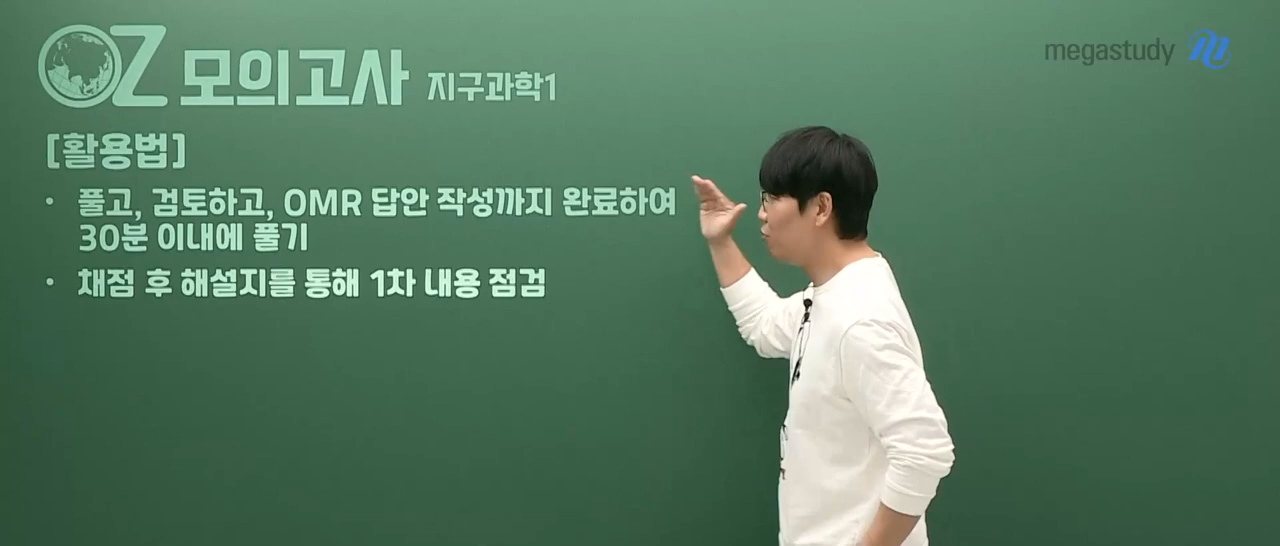 OZ 모의고사 지구과학1
megastudy
[활용법]
• 풀고, 검토하고, OMR 답안 작성까지 완료하여
30분 이내에 풀기
• 채점 후 해설지를 통해 1차 내용 점검